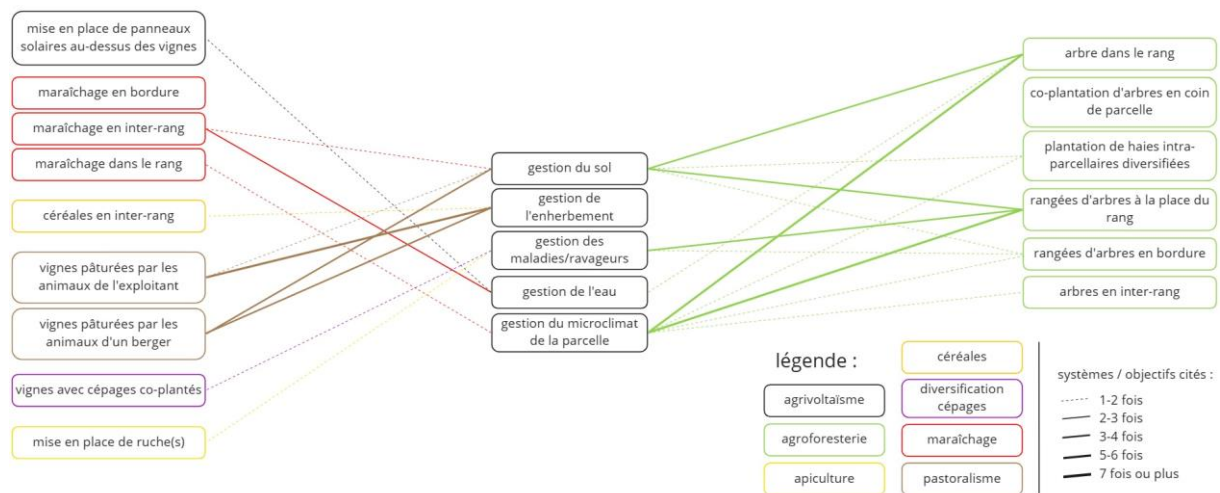 mise en place de panneaux
solaires au-dessus des vignes
maraîchage en bordure
maraîchage en inter-rang
maraîchage dans le rang
céréales en inter-rang
vignes pâturées par les
animaux de l'exploitant
vignes pâturées par les
animaux d'un berger
vignes avec cépages co-plantés
mise en place de ruche(s)
gestion du sol
gestion de
l'enherbement
gestion des
maladies/ravageurs
gestion de l'eau
gestion du microclimat
de la parcelle
arbre dans le rang
co-plantation d'arbres en coin
de parcelle
plantation de haies intra-
parcellaires diversifiées
rangées d'arbres à la place du
rang
rangées d'arbres en bordure
arbres en inter-rang
légende :
agrivoltaïsme
agroforesterie
apiculture
céréales
diversification
cépages
maraîchage
pastoralisme
systèmes / objectifs cités :
1-2 fois
2-3 fois
3-4 fois
5-6 fois
7 fois ou plus